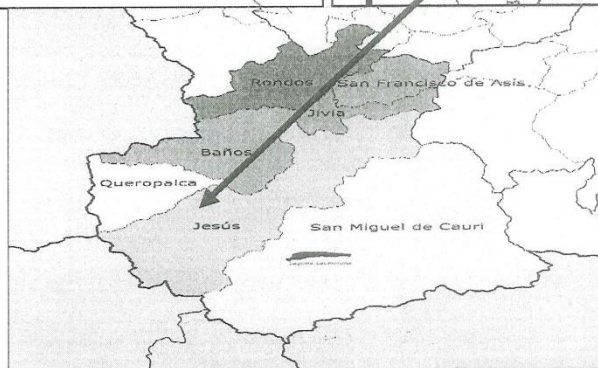 Rondos
San Francisco de Asís
Jivia
Baños
Queropalca
Jesús
San Miguel de Cauri